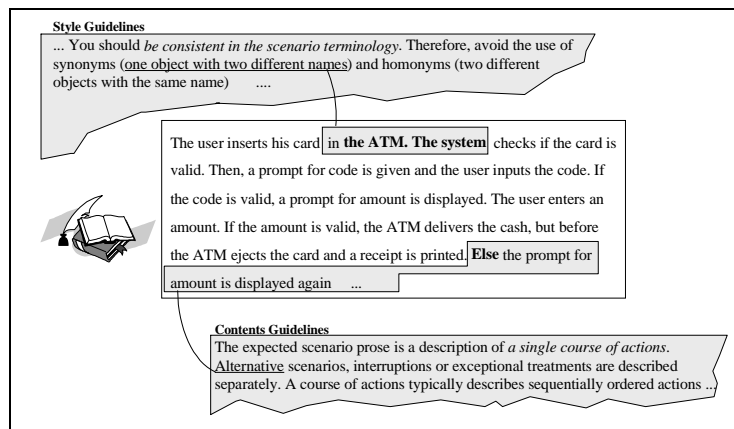 Style Guidelines
... You should be consistent in the scenario terminology. Therefore, avoid the use of
synonyms (one object with two different names) and homonyms (two different
objects with the same name) ....
The user inserts his card in the ATM. The system checks if the card is
valid. Then, a prompt for code is given and the user inputs the code. If
the code is valid, a prompt for amount is displayed. The user enters an
amount. If the amount is valid, the ATM delivers the cash, but before
the ATM ejects the card and a receipt is printed. Else the prompt for
amount is displayed again ...
Contents Guidelines
The expected scenario prose is a description of a single course of actions.
Alternative scenarios, interruptions or exceptional treatments are described
separately. A course of actions typically describes sequentially ordered actions ...